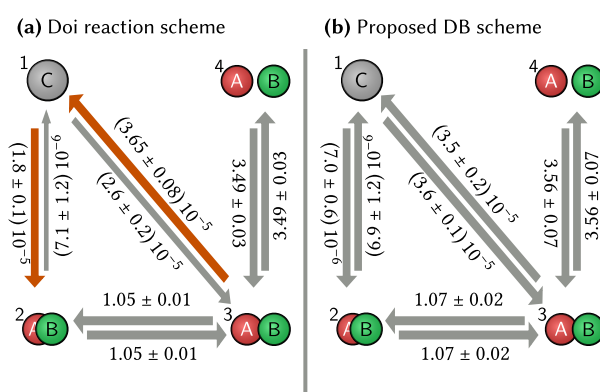 (a) Doi reaction scheme
1
C
4
A
B
(1.8 ± 0.1) 10⁻⁵
(7.1 ± 1.2) 10⁻⁶
(3.65 ± 0.08) 10⁻⁵
(2.6 ± 0.2) 10⁻⁵
3.49 ± 0.03
3.49 ± 0.03
2
A
B
1.05 ± 0.01
1.05 ± 0.01
3
A
B
(b) Proposed DB scheme
1
C
4
A
B
(7.0 ± 0.9) 10⁻⁶
(6.9 ± 1.2) 10⁻⁶
(3.5 ± 0.2) 10⁻⁵
(3.6 ± 0.1) 10⁻⁵
3.56 ± 0.07
3.56 ± 0.07
2
A
B
1.07 ± 0.02
1.07 ± 0.02
3
A
B